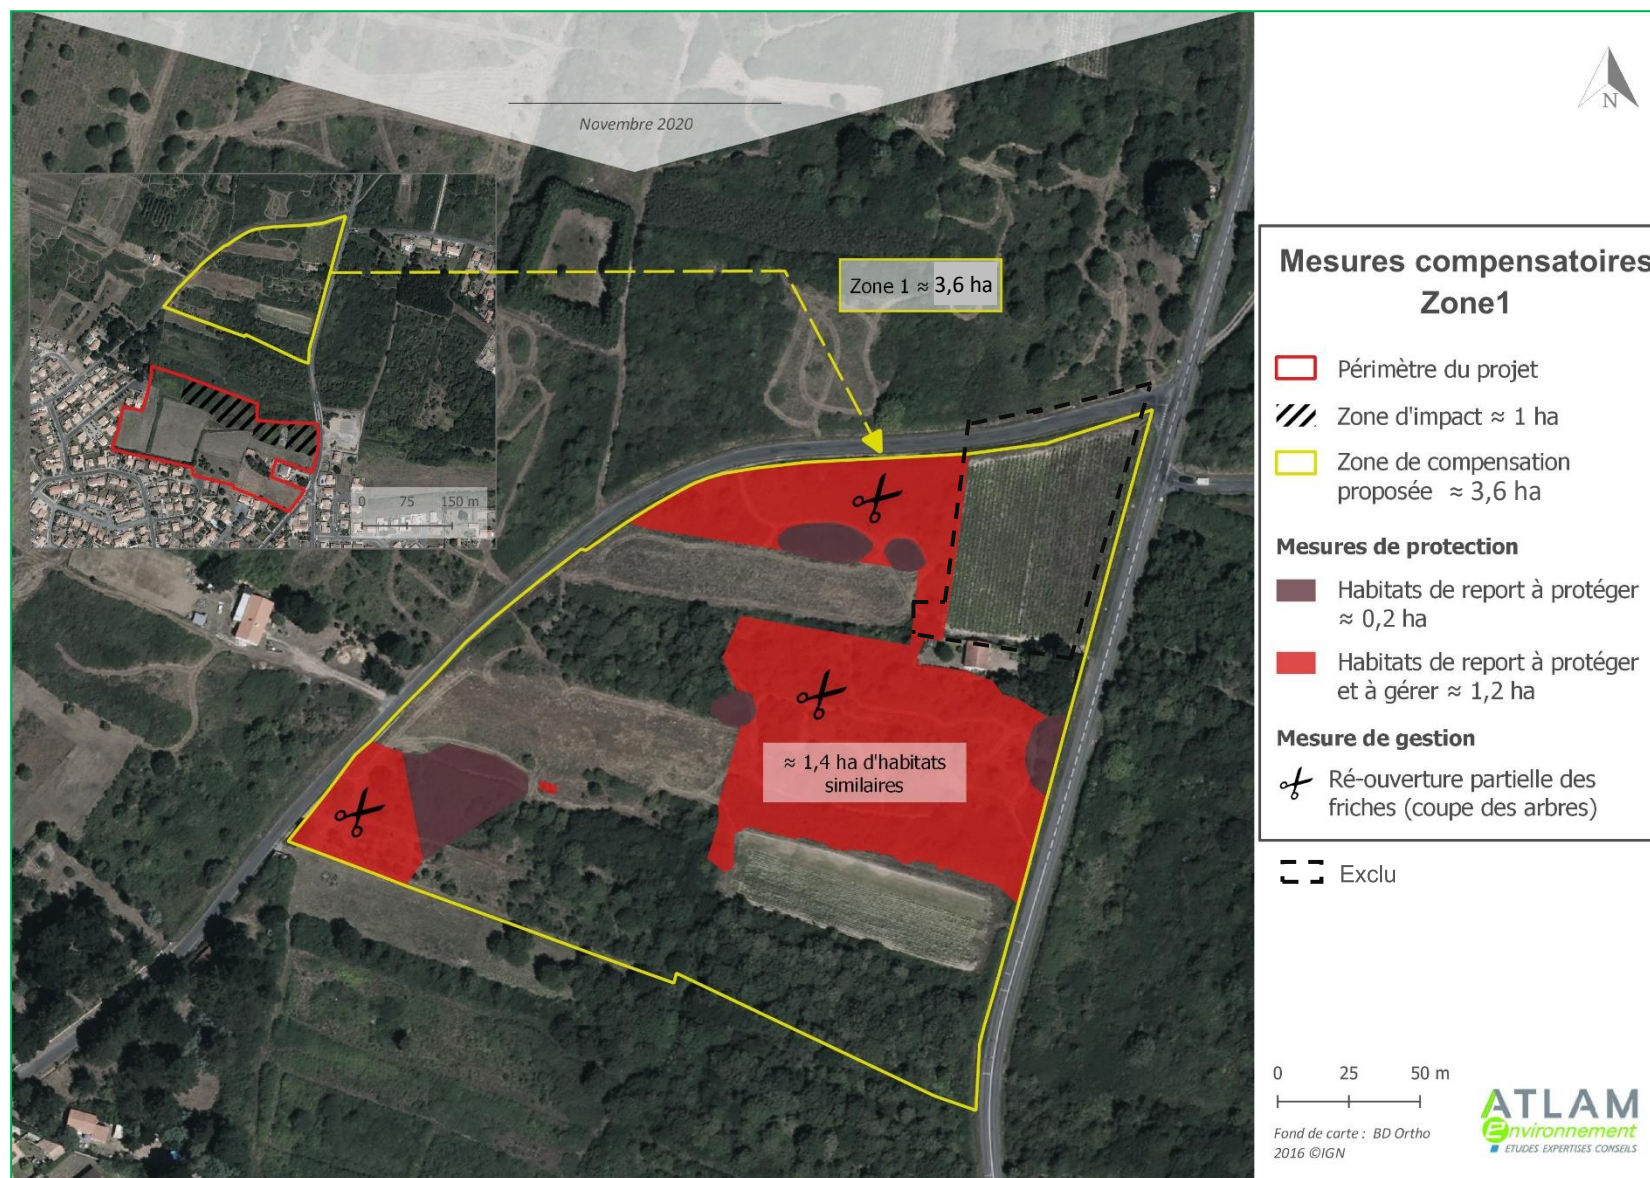 Novembre 2020
N
Zone 1 ≈ 3,6 ha
0 75 150 m
≈ 1,4 ha d'habitats
similaires
Mesures compensatoires
Zone1
Périmètre du projet
Zone d'impact ≈ 1 ha
Zone de compensation
proposée ≈ 3,6 ha
Mesures de protection
Habitats de report à protéger
≈ 0,2 ha
Habitats de report à protéger
et à gérer ≈ 1,2 ha
Mesure de gestion
Ré-ouverture partielle des
friches (coupe des arbres)
Exclu
0 25 50 m
Fond de carte : BD Ortho
2016 ©IGN
ATLAM
Environnement
ETUDES EXPERTISES CONSEILS